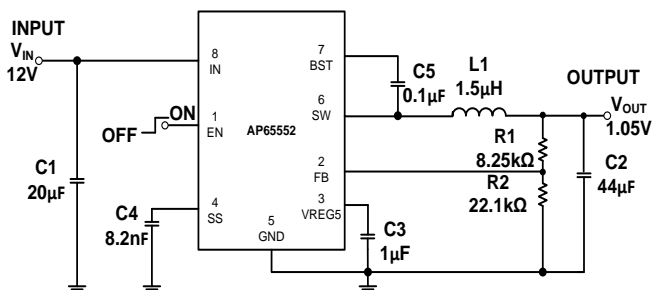 INPUT
VIN
12V
C1
20µF
OFF
ON
C4
8.2nF
8
IN
1
EN
4
SS
5
GND
AP65552
7
BST
6
SW
2
FB
3
VREG5
C5
0.1µF
L1
1.5µH
C3
1µF
R1
8.25kΩ
R2
22.1kΩ
OUTPUT
VOUT
1.05V
C2
44µF